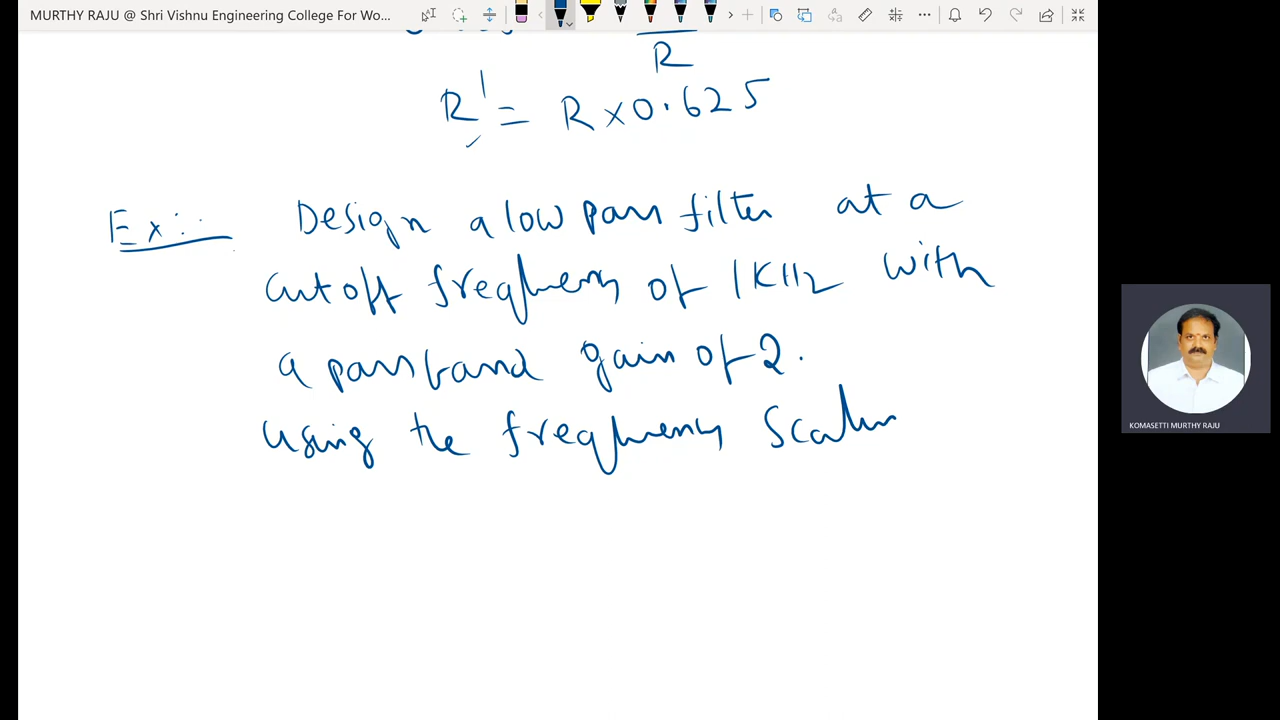 MURTHY RAJU @ Shri Vishnu Engineering College For Wo...
R
R' = R × 0.625
Ex:- Design a low pass filter at a
cutoff frequency of 1KHz with
a passband gain of 2.
using the frequency Scalin
KOMASETTI MURTHY RAJU